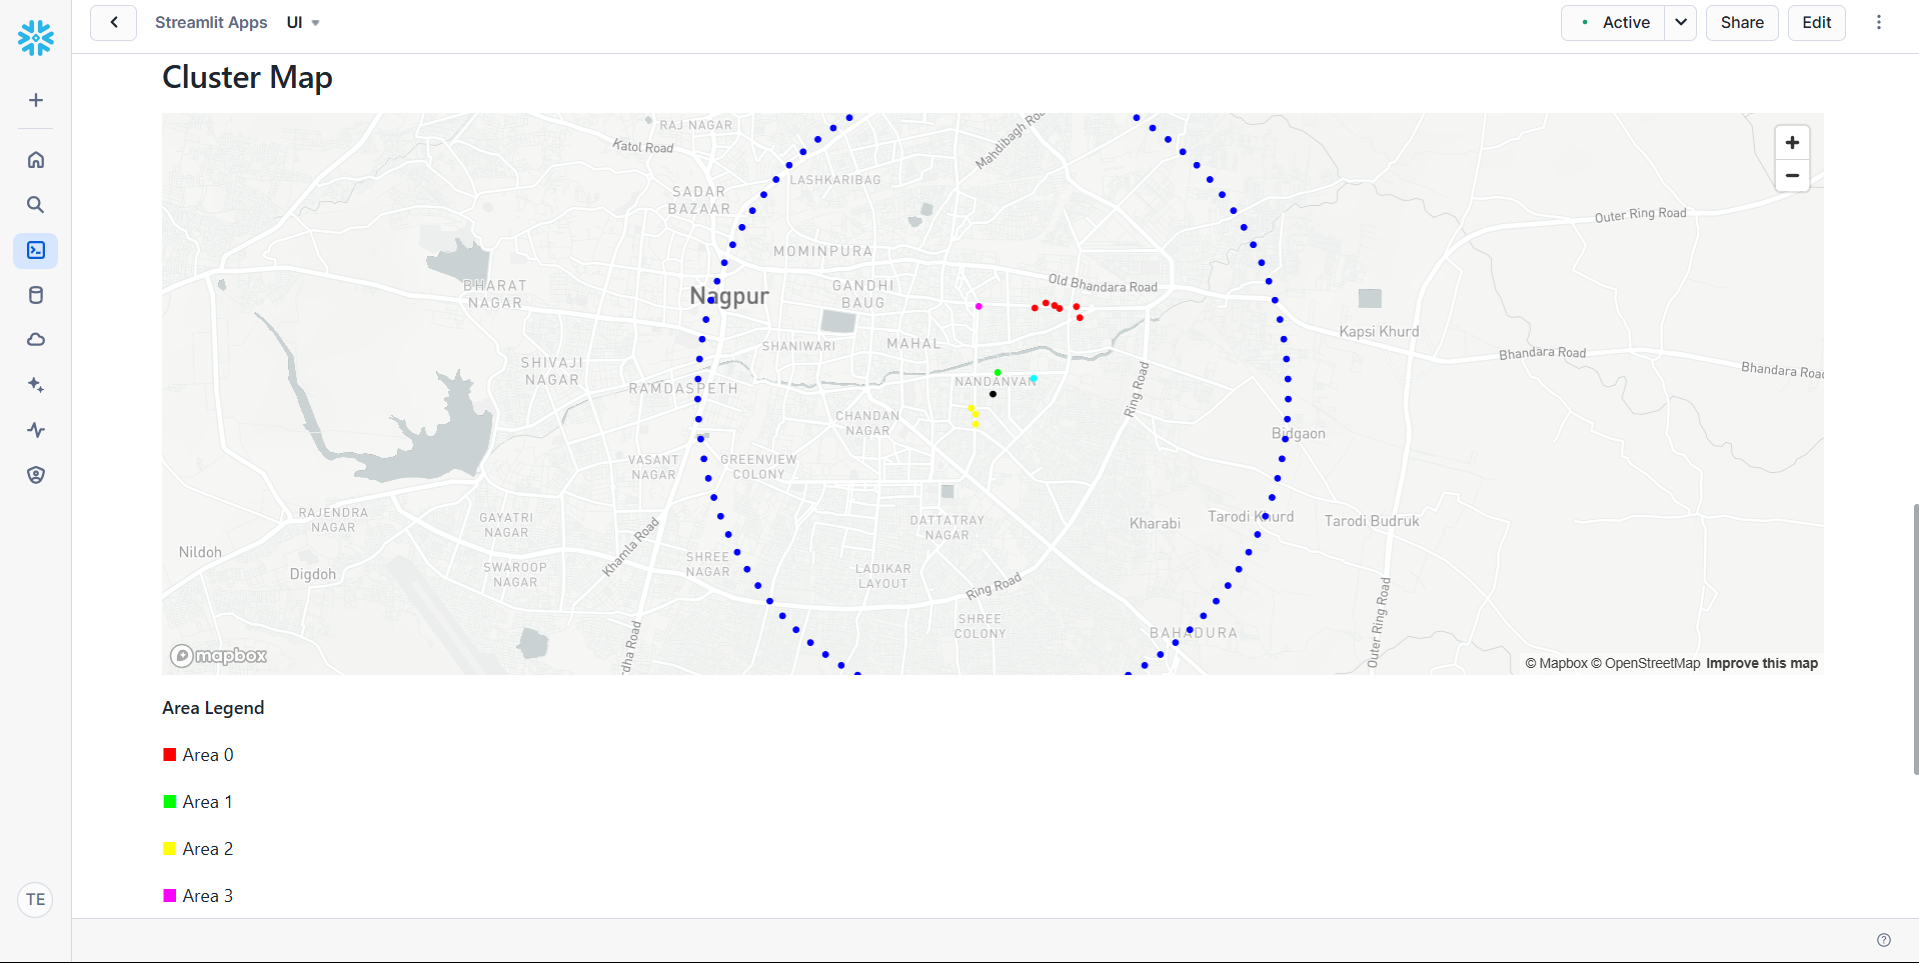 Streamlit Apps UI
Active
Share
Edit
Cluster Map
RAJ NAGAR
Katol Road
Mahdibagh Roa
LASHKARIBAG
SADAR
BAZAAR
Outer Ring Road
MOMINPURA
Old Bhandara Road
BHARAT
NAGAR
GANDHI
BAUG
Nagpur
Kapsi Khurd
SHANIWARI
MAHAL
Bhandara Road
Bhandara Road
SHIVAJI
NAGAR
RAMDASPETH
NANDANVAN
Ring Road
CHANDAN
NAGAR
Bidgaon
VASANT
NAGAR
GREENVIEW
COLONY
RAJENDRA
NAGAR
GAYATRI
NAGAR
DATTATRAY
NAGAR
Kharabi
Tarodi Khurd
Tarodi Budruk
Khamla Road
Nildoh
Digdoh
SWAROOP
NAGAR
SHREE
NAGAR
LADIKAR
LAYOUT
Ring Road
SHREE
COLONY
BAHADURA
Outer Ring Road
rdha Road
mapbox
© Mapbox © OpenStreetMap Improve this map
Area Legend
Area 0
Area 1
Area 2
Area 3
TE